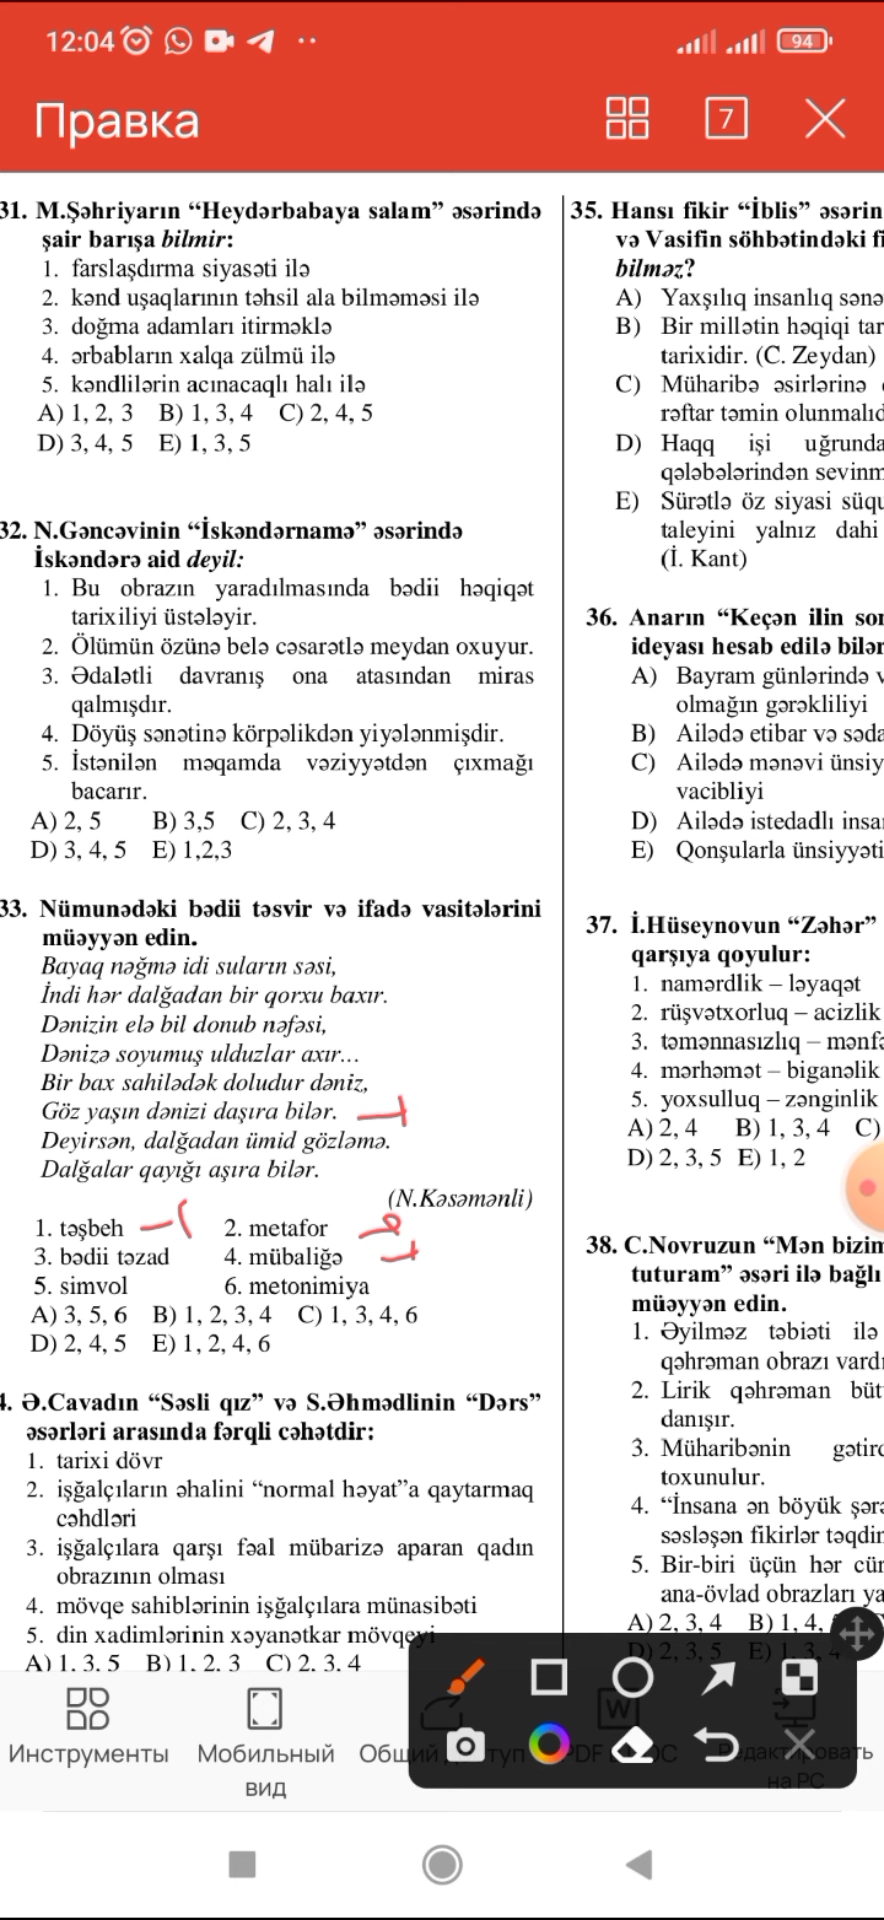 12:04
94
Правка
7
31. M.Şəhriyarın “Heydərbabaya salam” əsərində
şair barışa bilmir:
1. farslaşdırma siyasəti ilə
2. kənd uşaqlarının təhsil ala bilməməsi ilə
3. doğma adamları itirməklə
4. ərbabların xalqa zülmü ilə
5. kəndlilərin acınacaqlı halı ilə
A) 1, 2, 3 B) 1, 3, 4 C) 2, 4, 5
D) 3, 4, 5 E) 1, 3, 5
32. N.Gəncəvinin “İskəndərnamə” əsərində
İskəndərə aid deyil:
1. Bu obrazın yaradılmasında bədii həqiqət
tarixiliyi üstələyir.
2. Ölümün özünə belə cəsarətlə meydan oxuyur.
3. Ədalətli davranış ona atasından miras
qalmışdır.
4. Döyüş sənətinə körpəlikdən yiyələnmişdir.
5. İstənilən məqamda vəziyyətdən çıxmağı
bacarır.
A) 2, 5 B) 3,5 C) 2, 3, 4
D) 3, 4, 5 E) 1,2,3
33. Nümunədəki bədii təsvir və ifadə vasitələrini
müəyyən edin.
Bayaq nəğmə idi suların səsi,
İndi hər dalğadan bir qorxu baxır.
Dənizin elə bil donub nəfəsi,
Dənizə soyumuş ulduzlar axır...
Bir bax sahilədək doludur dəniz,
Göz yaşın dənizi daşıra bilər.
Deyirsən, dalğadan ümid gözləmə.
Dalğalar qayığı aşıra bilər.
(N.Kəsəmənli)
1. təşbeh 2. metafor
3. bədii təzad 4. mübaliğə
5. simvol 6. metonimiya
A) 3, 5, 6 B) 1, 2, 3, 4 C) 1, 3, 4, 6
D) 2, 4, 5 E) 1, 2, 4, 6
4. Ə.Cavadın “Səsli qız” və S.Əhmədlinin “Dərs”
əsərləri arasında fərqli cəhətdir:
1. tarixi dövr
2. işğalçıların əhalini “normal həyat”a qaytarmaq
cəhdləri
3. işğalçılara qarşı fəal mübarizə aparan qadın
obrazının olması
4. mövqe sahiblərinin işğalçılara münasibəti
5. din xadimlərinin xəyanətkar mövqeyi
A) 1, 3, 5 B) 1, 2, 3 C) 2, 3, 4
35. Hansı fikir “İblis” əsərin
və Vasifin söhbətindəki fi
bilməz?
A) Yaxşılıq insanlıq sənə
B) Bir millətin həqiqi tar
tarixidir. (C. Zeydan)
C) Müharibə əsirlərinə
rəftar təmin olunmalıd
D) Haqq işi uğrunda
qələbələrindən sevinm
E) Sürətlə öz siyasi süqu
taleyini yalnız dahi
(İ. Kant)
36. Anarın “Keçən ilin son
ideyası hesab edilə bilər
A) Bayram günlərində v
olmağın gərəkliliyi
B) Ailədə etibar və səda
C) Ailədə mənəvi ünsiy
vacibliyi
D) Ailədə istedadlı insa
E) Qonşularla ünsiyyəti
37. İ.Hüseynovun “Zəhər”
qarşıya qoyulur:
1. namərdlik – ləyaqət
2. rüşvətxorluq – acizlik
3. təmənnasızlıq – mənfə
4. mərhəmət – biganəlik
5. yoxsulluq – zənginlik
A) 2, 4 B) 1, 3, 4 C)
D) 2, 3, 5 E) 1, 2
38. C.Novruzun “Mən bizim
tuturam” əsəri ilə bağlı
müəyyən edin.
1. Əyilməz təbiəti ilə
qəhrəman obrazı vardı
2. Lirik qəhrəman büt
danışır.
3. Müharibənin gətirə
toxunulur.
4. “İnsana ən böyük şərə
səsləşən fikirlər təqdim
5. Bir-biri üçün hər cür
ana-övlad obrazları ya
A) 2, 3, 4 B) 1, 4,
D) 2, 3, 5 E) 1, 3, 4
Инструменты
Мобильный
вид
Общий
на PC